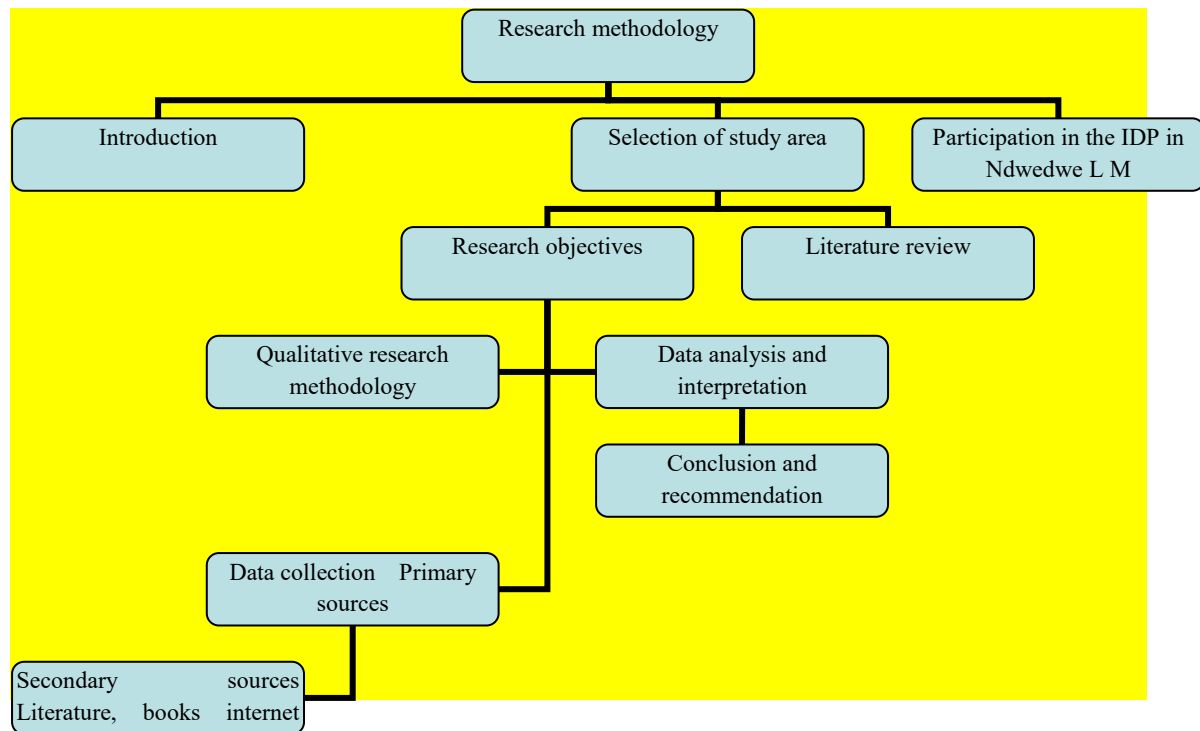 Research methodology
Introduction
Selection of study area
Participation in the IDP in
Ndwedwe L M
Research objectives
Literature review
Qualitative research
methodology
Data analysis and
interpretation
Conclusion and
recommendation
Data collection Primary
sources
Secondary sources
Literature, books internet